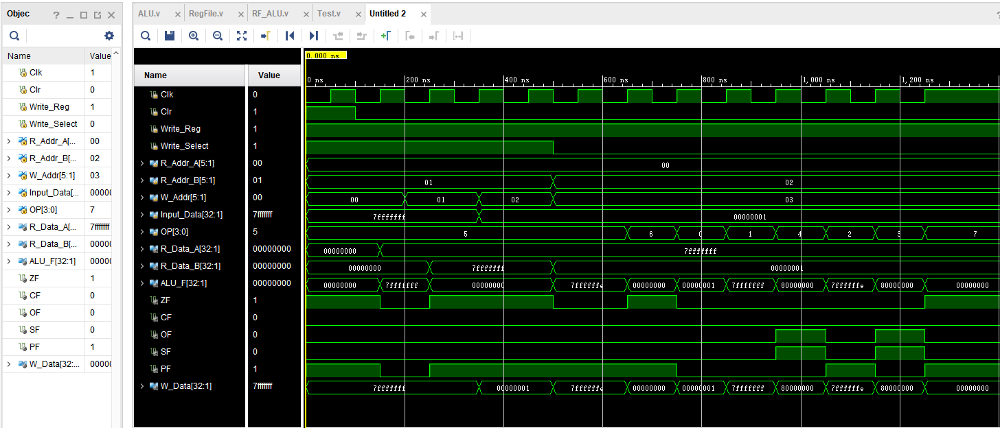 Objec
Name Value
Clk 1
Clr 0
Write_Reg 1
Write_Select 0
R_Addr_A[... 00
R_Addr_B[... 02
W_Addr[5:1] 03
Input_Data[... 00000
OP[3:0] 7
R_Data_A[... 7fffffff
R_Data_B[... 00000
ALU_F[32:1] 00000
ZF 1
CF 0
OF 0
SF 0
PF 1
W_Data[32:... 00000
ALU.v RegFile.v RF_ALU.v Test.v Untitled 2
0.000 ns
Name Value
0 ns 200 ns 400 ns 600 ns 800 ns 1,000 ns 1,200 ns
Clk 0
Clr 1
Write_Reg 1
Write_Select 1
R_Addr_A[5:1] 00 00
R_Addr_B[5:1] 01 01 02
W_Addr[5:1] 00 00 01 02 03
Input_Data[32:1] 7fffffff 7fffffff 00000001
OP[3:0] 5 5 6 0 1 4 2 3 7
R_Data_A[32:1] 00000000 00000000 7fffffff
R_Data_B[32:1] 00000000 00000000 7fffffff 00000001
ALU_F[32:1] 00000000 00000000 7fffffff 00000000 7ffffffe 00000000 00000001 7fffffff 80000000 7ffffffe 80000000 00000000
ZF 1
CF 0
OF 0
SF 0
PF 1
W_Data[32:1] 7fffffff 7fffffff 00000001 7ffffffe 00000000 00000001 7fffffff 80000000 7ffffffe 80000000 00000000